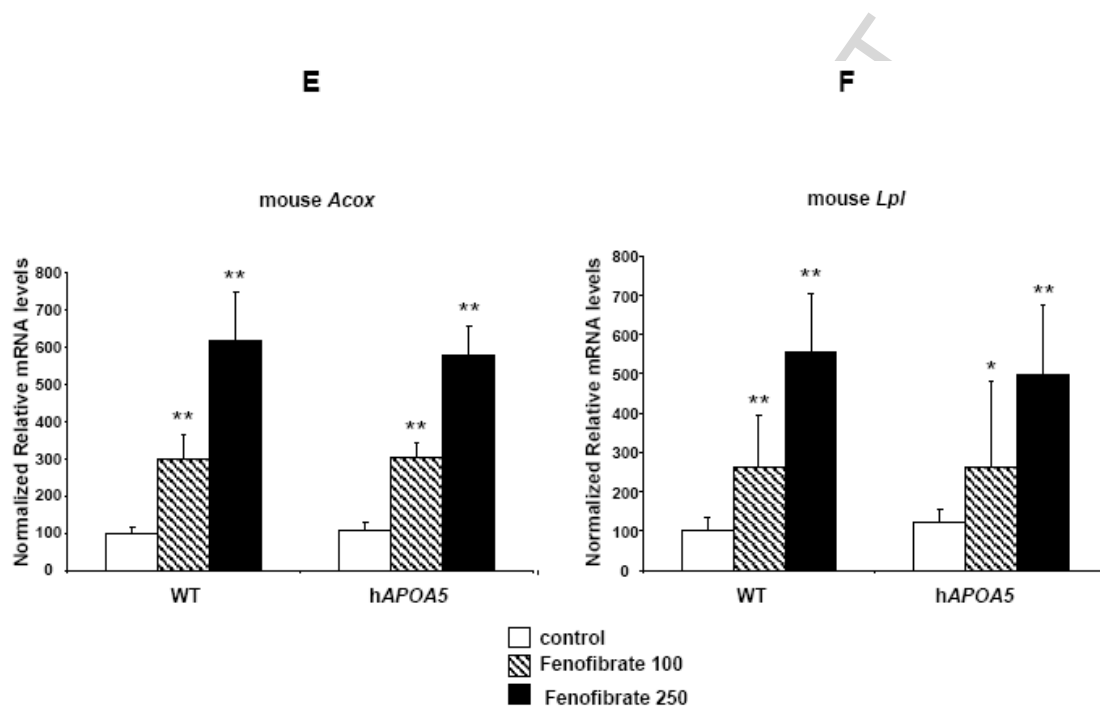 T
E
F
mouse Acox
mouse Lpl
Normalized Relative mRNA levels
800
700
600
500
400
300
200
100
0
**
**
**
**
WT
hAPOA5
Normalized Relative mRNA levels
800
700
600
500
400
300
200
100
0
**
**
*
**
WT
hAPOA5
control
Fenofibrate 100
Fenofibrate 250